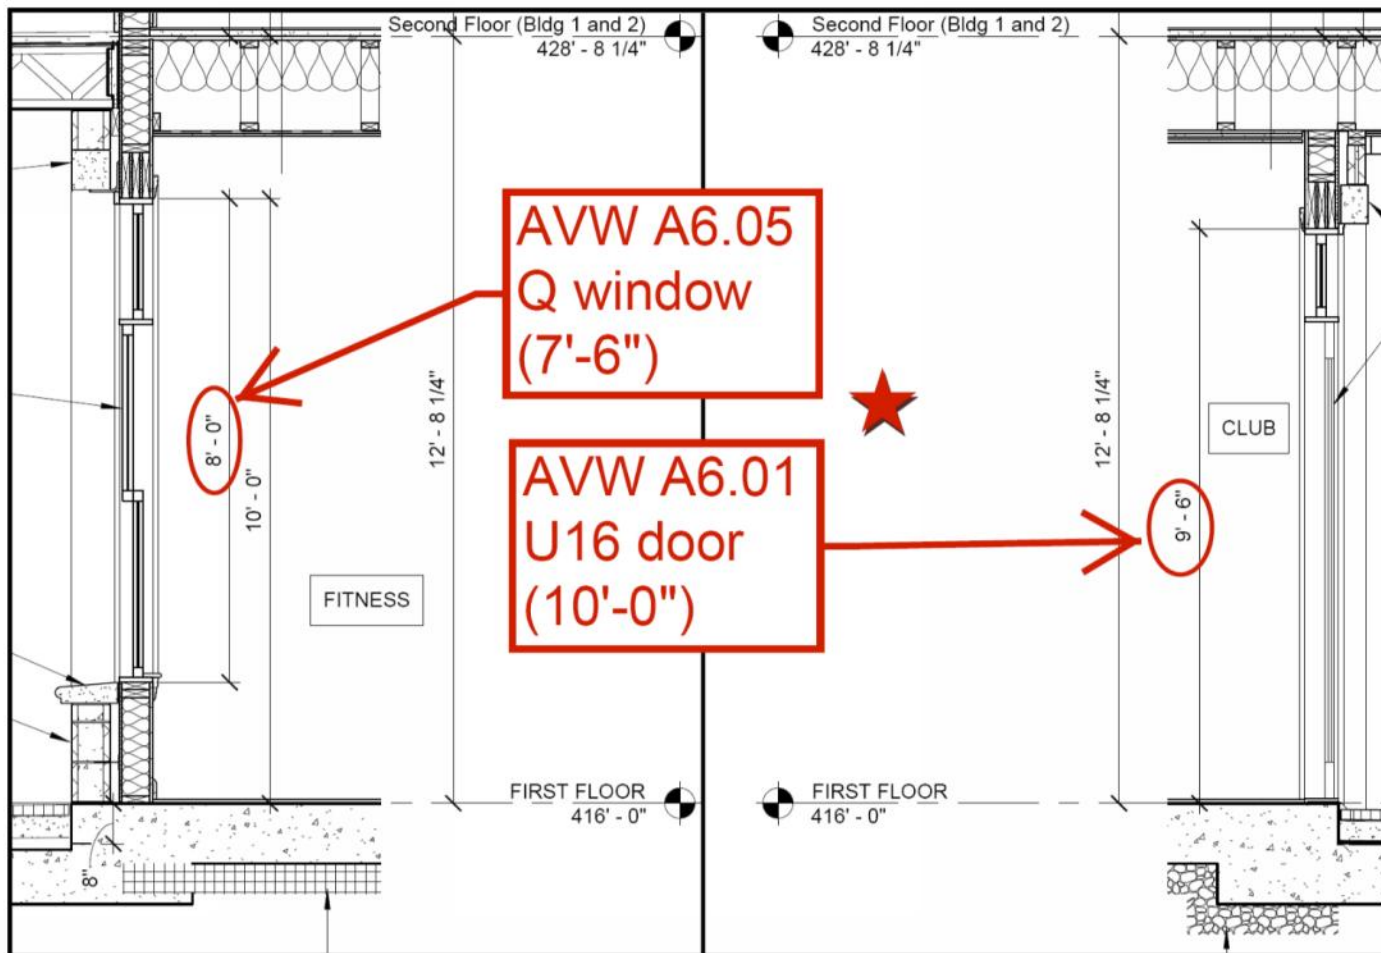 Second Floor (Bldg 1 and 2)
428' - 8 1/4"
Second Floor (Bldg 1 and 2)
428' - 8 1/4"
AVW A6.05
Q window
(7'-6")
8' - 0"
10' - 0"
12' - 8 1/4"
12' - 8 1/4"
CLUB
AVW A6.01
U16 door
(10'-0")
9' - 6"
FITNESS
FIRST FLOOR
416' - 0"
FIRST FLOOR
416' - 0"
8"